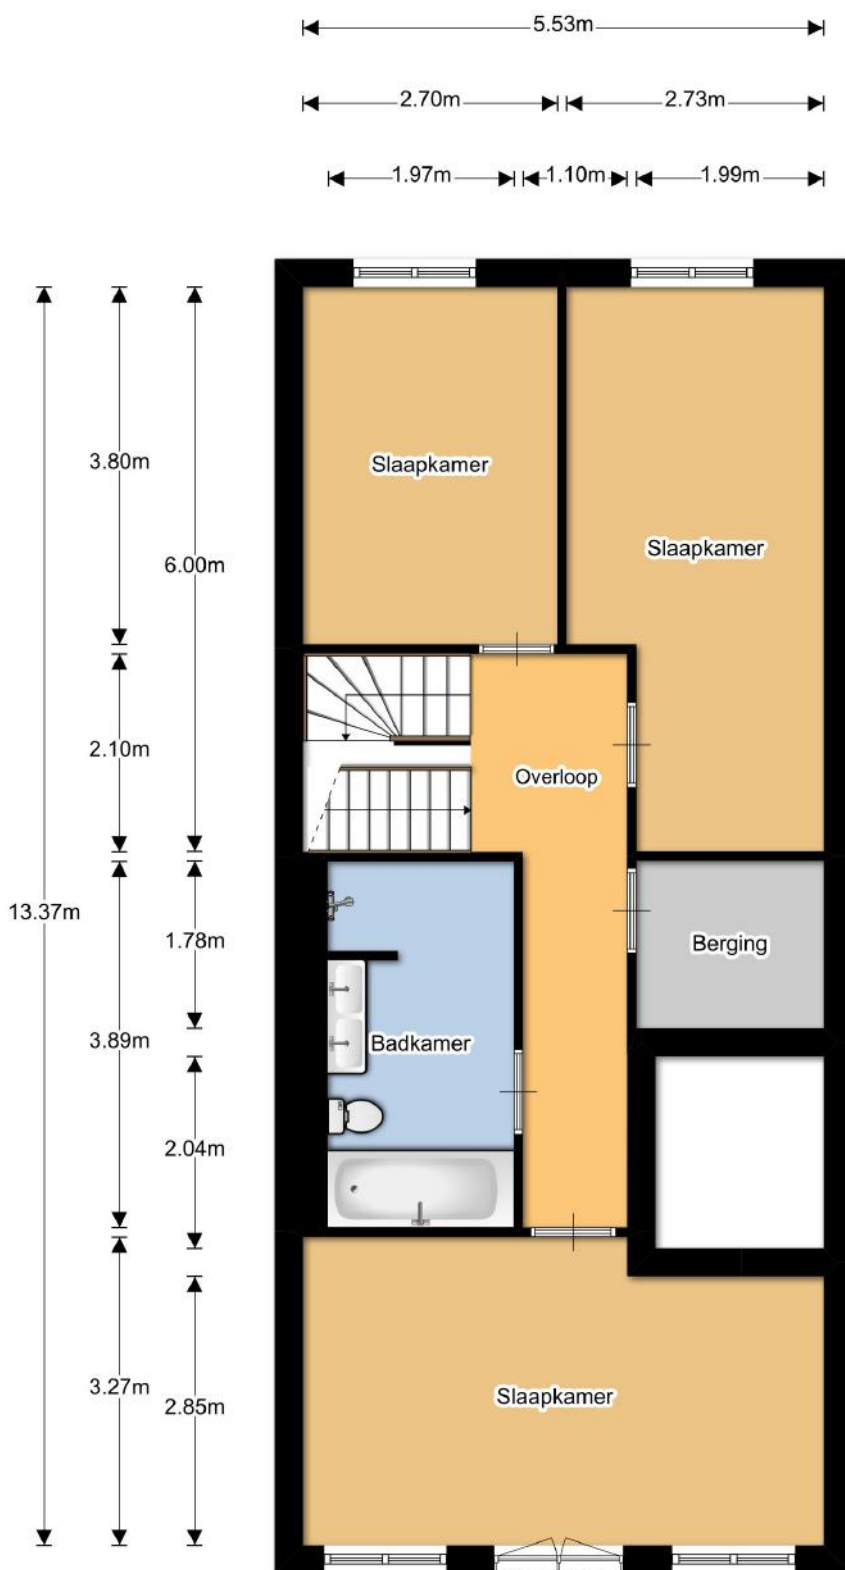 5.53m
2.70m
2.73m
1.97m
1.10m
1.99m
3.80m
Slaapkamer
Slaapkamer
6.00m
2.10m
Overloop
13.37m
1.78m
Berging
3.89m
Badkamer
2.04m
3.27m
Slaapkamer
2.85m